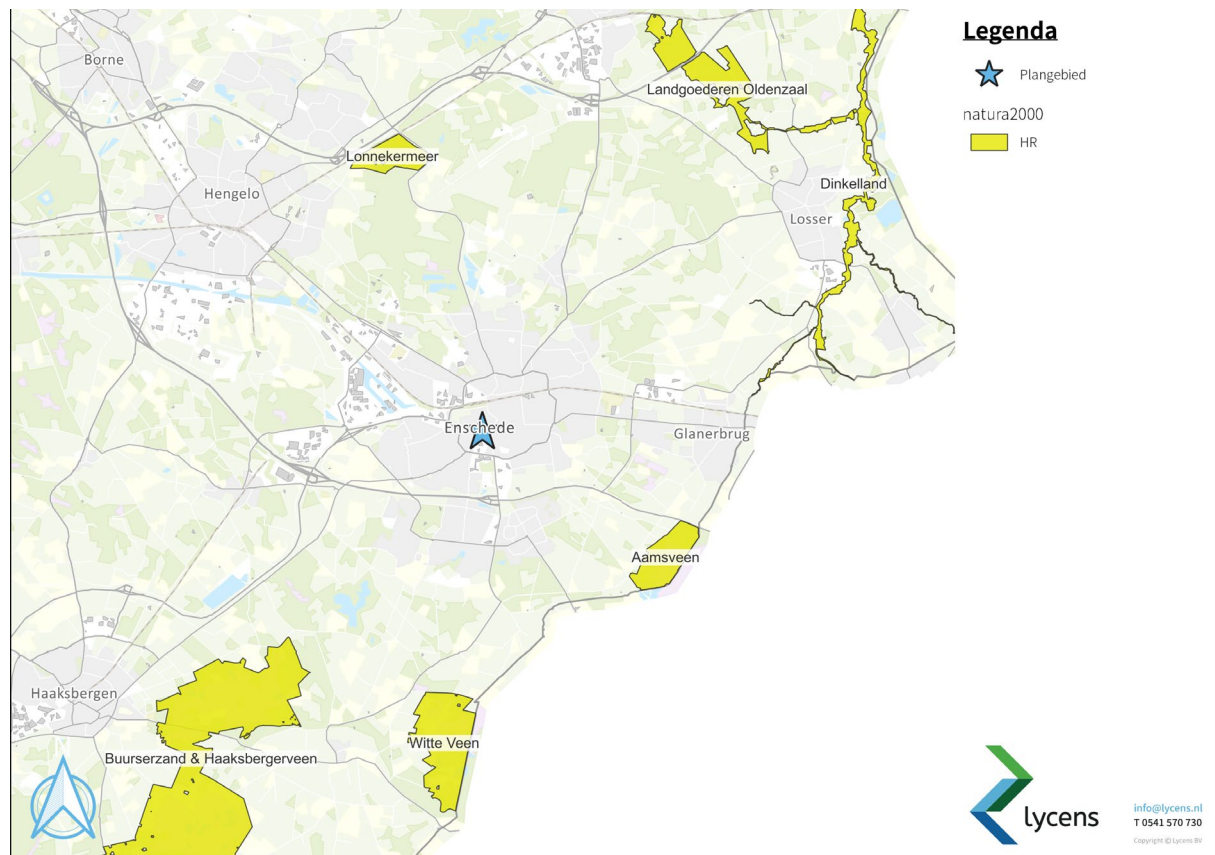 Borne
Landgoederen Oldenzaal
Lonnekermeer
Dinkelland
Hengelo
Losser
Enschede
Glanerbrug
Aamsveen
Haaksbergen
Witte Veen
Buurserzand & Haaksbergerveen
Legenda
Plangebied
natura2000
HR
lycens
info@lycens.nl
T 0541 570 730
Copyright © Lycens BV